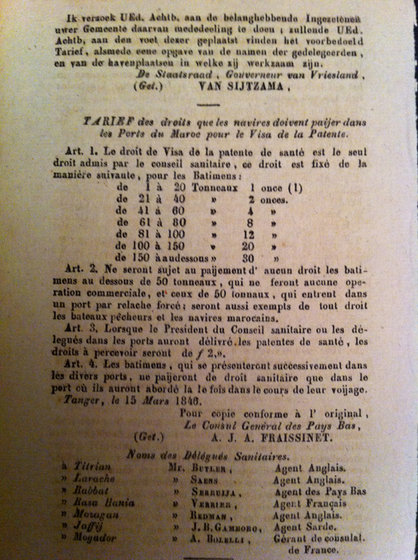 Ik verzoek UEd. Achtb. aan de belanghebbende Ingezetenen
uwer Gemeente daarvan mededeeling te doen; zullende UEd.
Achtb. aan den voet dezer geplaatst vinden het voorbedoeld
Tarief, alsmede eene opgave van de namen der gedelegeerden,
en van de havenplaatsen in welke zij werkzaam zijn.
De Staatsraad, Gouverneur van Vriesland,
(Get.) VAN SIJTZAMA,
TARIEF des droits que les navires doivent paijer dans
les Ports du Maroc pour le Visa de la Patente.
Art. 1. Le droit de Visa de la patente de santé est le seul
droit admis par le conseil sanitaire, ce droit est fixé de la
manière suivante, pour les Batimens:
de 1 à 20 Tonneaux 1 once (1)
de 21 à 40 » 2 onces.
de 41 à 60 » 4 »
de 61 à 80 » 8 »
de 81 à 100 » 12 »
de 100 à 150 » 20 »
de 150 à audessous » 30 »
Art. 2. Ne seront sujet au paijement d' aucun droit les bati-
mens au dessous de 50 tonneaux, qui ne feront aucune ope-
ration commerciale, et ceux de 50 tonnaux, qui entrent dans
un port par relache forcé; seront aussi exempts de tout droit
les bateaux pêcheurs et les navires marocains.
Art. 3. Lorsque le President du Conseil sanitaire ou les dé-
legués dans les ports auront délivré les patentes de santé, les
droits à percevoir seront de f 2,».
Art. 4. Les batimens, qui se présenteront successivement dans
les divers ports, ne paijeront de droit sanitaire que dans le
port où ils auront abordé la 1e fois dans le cours de leur voijage.
Tanger, le 15 Mars 1846.
Pour copie conforme à l' original,
Le Consul Général des Pays Bas,
(Get.) A. J. A. FRAISSINET.
Noms des Délégués Sanitaires.
à Titrian Mr. BUTLER, Agent Anglais.
» Larache » SAENS Agent Anglais.
» Rabbat » SERRUIJA, Agent des Pays Bas
» Rasa Bania » VERRIER, Agent Français
» Mozagan » REDMAN, Agent Anglais.
» Jaffij » J. B. GAMBORO, Agent Sarde.
» Mogador » A. BOLELLI, Gérant de consulat.
de France.